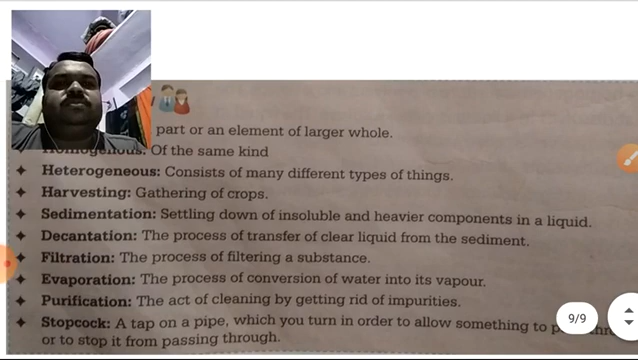 part or an element of larger whole.
Homogenous: Of the same kind
Heterogeneous: Consists of many different types of things.
Harvesting: Gathering of crops.
Sedimentation: Settling down of insoluble and heavier components in a liquid.
Decantation: The process of transfer of clear liquid from the sediment.
Filtration: The process of filtering a substance.
Evaporation: The process of conversion of water into its vapour.
Purification: The act of cleaning by getting rid of impurities.
9/9
Stopcock: A tap on a pipe, which you turn in order to allow something to
or to stop it from passing through.